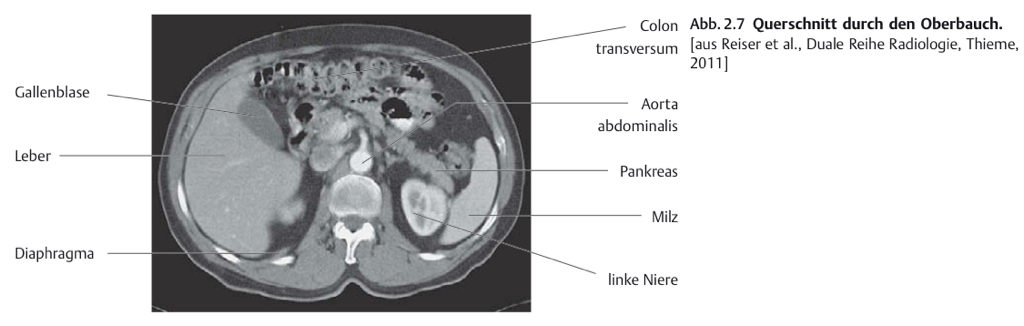 Gallenblase
Leber
Diaphragma
Colon
transversum
Aorta
abdominalis
Pankreas
Milz
linke Niere
Abb. 2.7 Querschnitt durch den Oberbauch.
[aus Reiser et al., Duale Reihe Radiologie, Thieme,
2011]